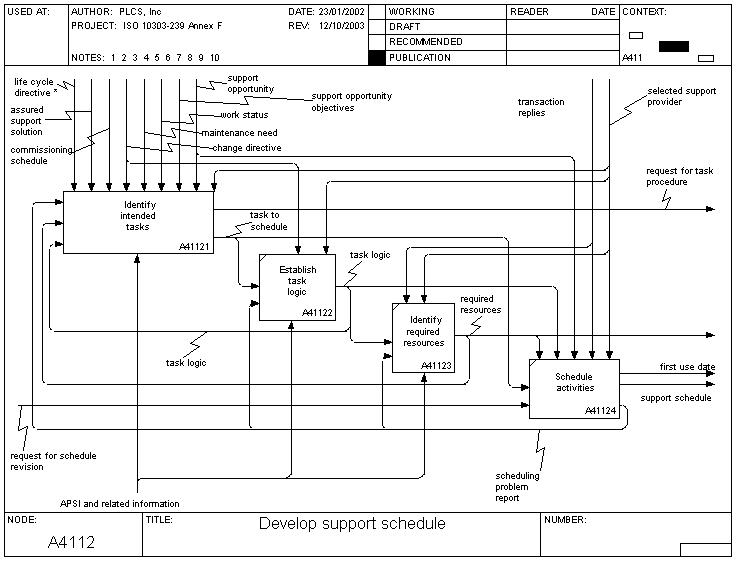 USED AT:
AUTHOR: PLCS, Inc
DATE: 23/01/2002
PROJECT: ISO 10303-239 Annex F
REV: 12/10/2003
NOTES: 1 2 3 4 5 6 7 8 9 10
WORKING
DRAFT
RECOMMENDED
PUBLICATION
READER
DATE
CONTEXT:
A411
life cycle
directive *
assured
support
solution
commissioning
schedule
support
opportunity
support opportunity
objectives
work status
maintenance need
change directive
transaction
replies
selected support
provider
request for task
procedure
Identify
intended
tasks
A41121
task to
schedule
Establish
task
logic
A41122
task logic
task logic
Identify
required
resources
A41123
required
resources
Schedule
activities
A41124
first use date
support schedule
request for schedule
revision
scheduling
problem
report
APSI and related information
NODE:
A4112
TITLE:
Develop support schedule
NUMBER: